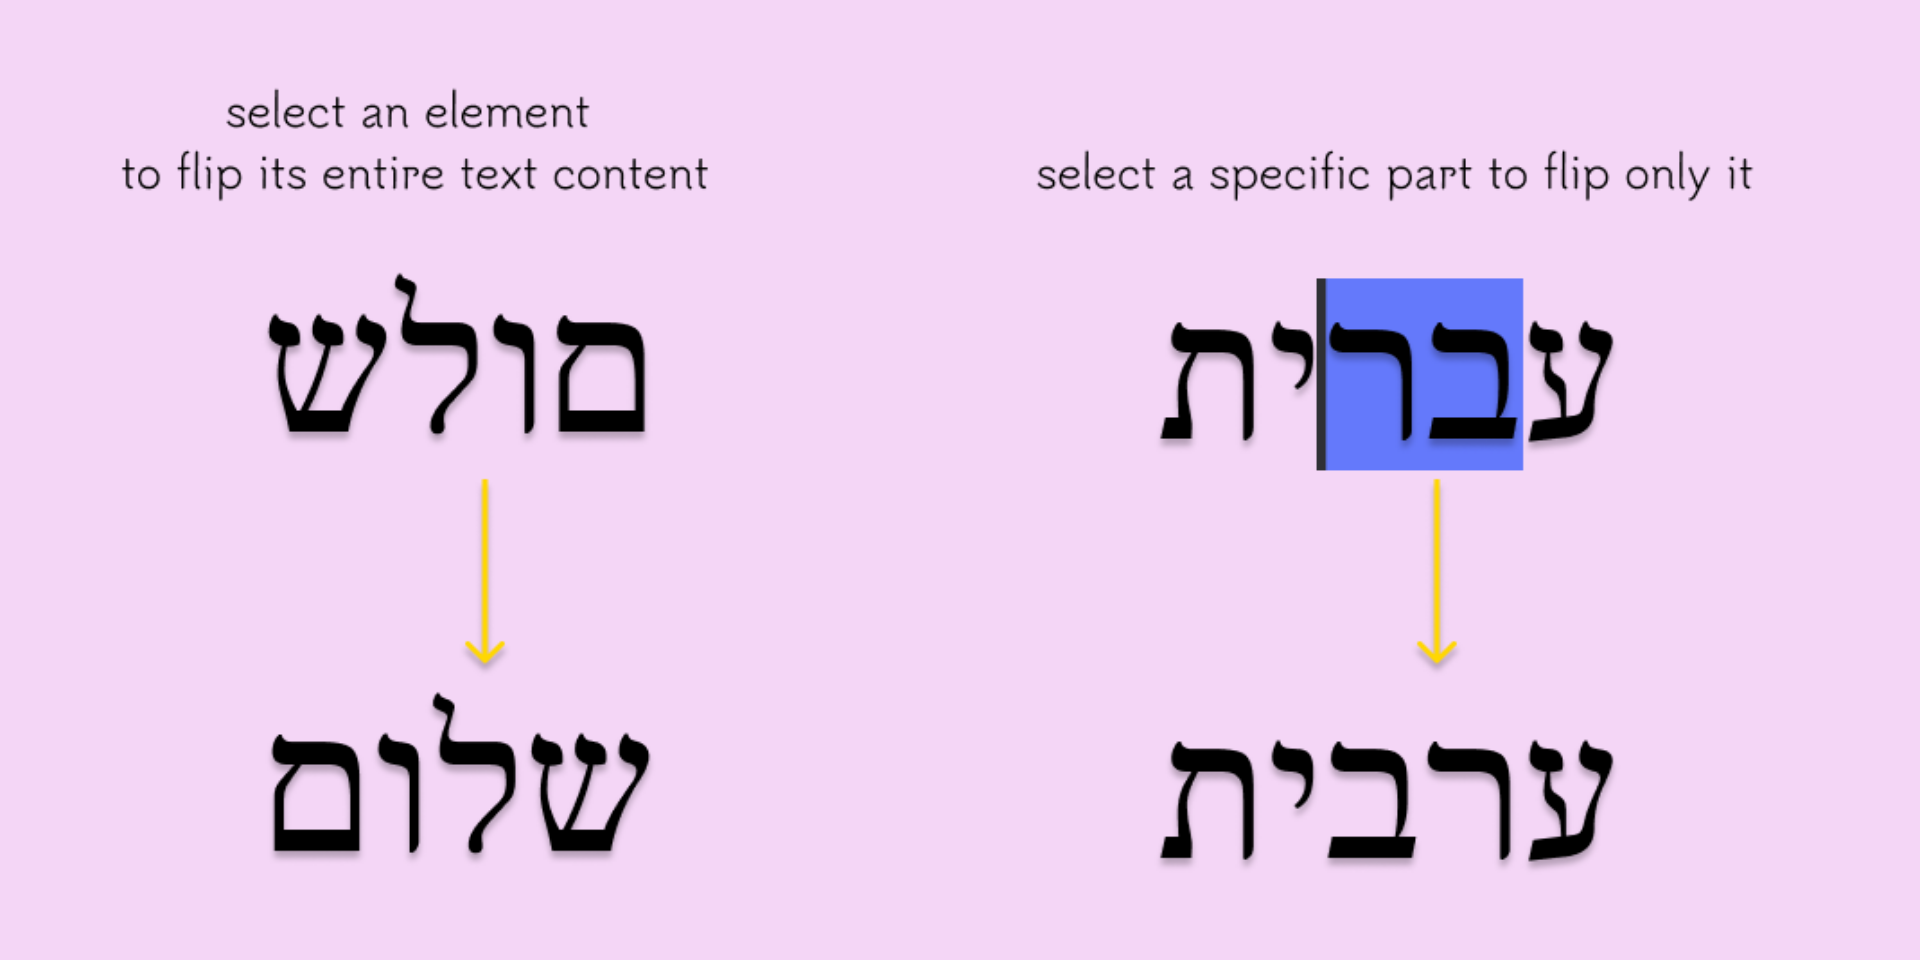 select an element
to flip its entire text content
םולש
שלום
select a specific part to flip only it
עברית
ערבית